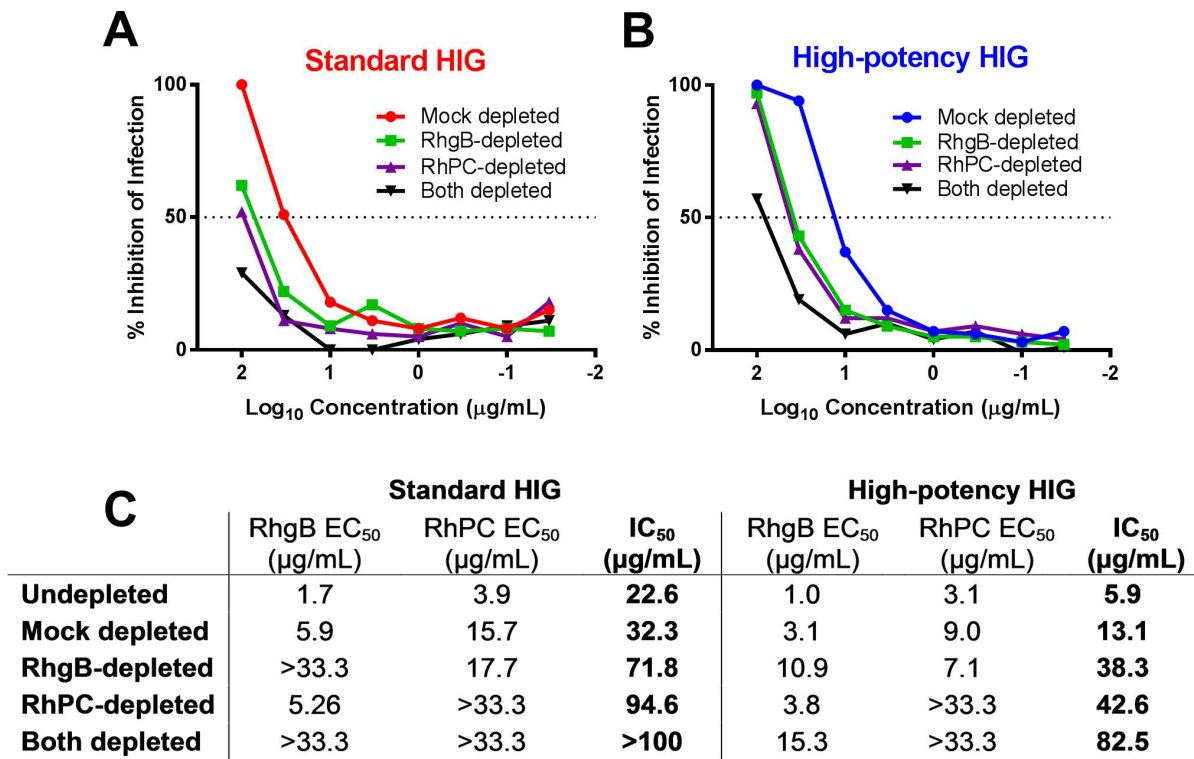 A
Standard HIG
% Inhibition of Infection
100
50
0
2 1 0 -1 -2
Log10 Concentration (μg/mL)
Mock depleted
RhgB-depleted
RhPC-depleted
Both depleted
B
High-potency HIG
% Inhibition of Infection
100
50
0
2 1 0 -1 -2
Log10 Concentration (μg/mL)
Mock depleted
RhgB-depleted
RhPC-depleted
Both depleted
C
Standard HIG High-potency HIG
RhgB EC50 RhPC EC50 IC50 RhgB EC50 RhPC EC50 IC50
(μg/mL) (μg/mL) (μg/mL) (μg/mL) (μg/mL) (μg/mL)
Undepleted 1.7 3.9 22.6 1.0 3.1 5.9
Mock depleted 5.9 15.7 32.3 3.1 9.0 13.1
RhgB-depleted >33.3 17.7 71.8 10.9 7.1 38.3
RhPC-depleted 5.26 >33.3 94.6 3.8 >33.3 42.6
Both depleted >33.3 >33.3 >100 15.3 >33.3 82.5